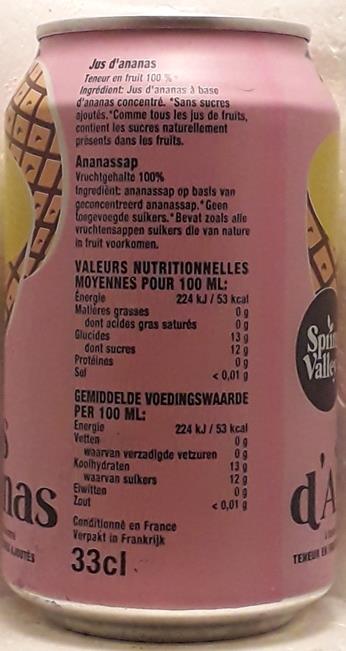 Jus d'ananas
Teneur en fruit 100 %
Ingrédient: Jus d'ananas à base
d'ananas concentré. *Sans sucres
ajoutés.*Comme tous les jus de fruits,
contient les sucres naturellement
présents dans les fruits.
Ananassap
Vruchtgehalte 100%
Ingrediënt: ananassap op basis van
geconcentreerd ananassap.*Geen
toegevoegde suikers.*Bevat zoals alle
vruchtensappen suikers die van nature
in fruit voorkomen.
VALEURS NUTRITIONNELLES
MOYENNES POUR 100 ML:
Énergie 224 kJ / 53 kcal
Matières grasses 0 g
dont acides gras saturés 0 g
Glucides 13 g
dont sucres 12 g
Protéines 0 g
Sel < 0,01 g
GEMIDDELDE VOEDINGSWAARDE
PER 100 ML:
Energie 224 kJ / 53 kcal
Vetten 0 g
waarvan verzadigde vetzuren 0 g
Koolhydraten 13 g
waarvan suikers 12 g
Eiwitten 0 g
Zout < 0,01 g
Conditionné en France
Verpakt in Frankrijk
33cl
s
nas
AJOUTÉS
Spri
Valle
d'A
TENEUR EN